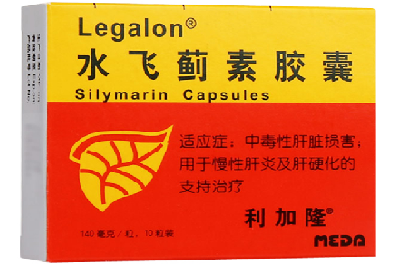 Legalon®
水飞蓟素胶囊
Silymarin Capsules
适应症：中毒性肝脏损害；
用于慢性肝炎及肝硬化的
支持治疗
利加隆®
140毫克/粒，10粒装
MEDA